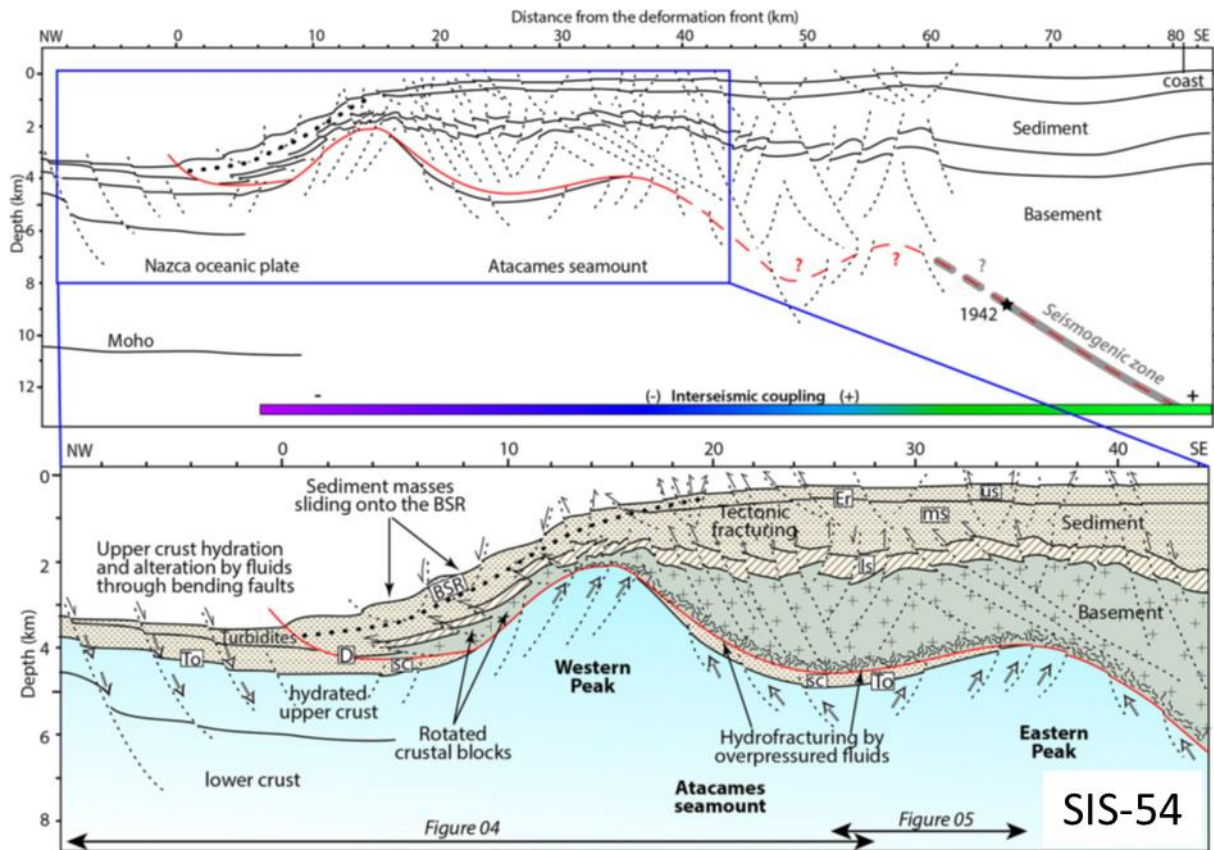 Distance from the deformation front (km)
NW 0 10 20 30 40 50 60 70 80 SE
0
2
4
6
8
10
12
Depth (km)
coast
Sediment
Basement
Nazca oceanic plate
Atacames seamount
? ? ?
1942
Seismogenic zone
Moho
- (-) Interseismic coupling (+) +
NW 0 10 20 30 40 SE
0
2
4
6
8
Depth (km)
Sediment masses
sliding onto the BSR
Upper crust hydration
and alteration by fluids
through bending faults
BSR
Tectonic
fracturing
Er
us
ms
Sediment
ls
Basement
Turbidites
To
D
sc
hydrated
upper crust
Rotated
crustal blocks
Western
Peak
sc
To
Hydrofracturing by
overpressured fluids
Eastern
Peak
lower crust
Atacames
seamount
Figure 04
Figure 05
SIS-54